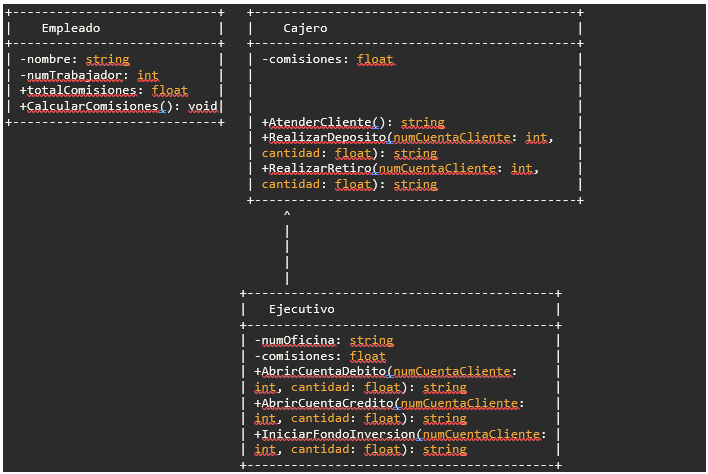 Empleado
-nombre: string
-numTrabajador: int
+totalComisiones: float
+CalcularComisiones(): void
Cajero
-comisiones: float
+AtenderCliente(): string
+RealizarDeposito(numCuentaCliente: int,
cantidad: float): string
+RealizarRetiro(numCuentaCliente: int,
cantidad: float): string
Ejecutivo
-numOficina: string
-comisiones: float
+AbrirCuentaDebito(numCuentaCliente:
int, cantidad: float): string
+AbrirCuentaCredito(numCuentaCliente:
int, cantidad: float): string
+IniciarFondoInversion(numCuentaCliente:
int, cantidad: float): string